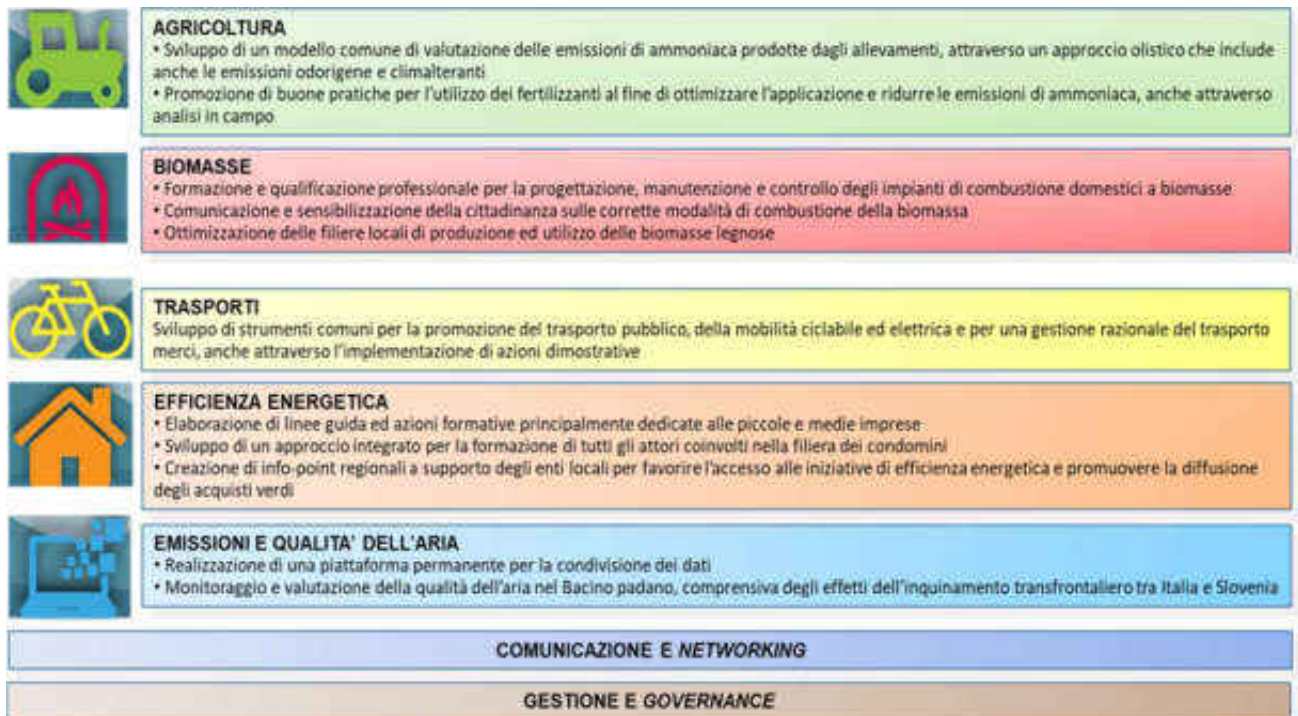 AGRICOLTURA
• Sviluppo di un modello comune di valutazione delle emissioni di ammoniaca prodotte dagli allevamenti, attraverso un approccio olistico che include
anche le emissioni odorigene e climalteranti
• Promozione di buone pratiche per l'utilizzo dei fertilizzanti al fine di ottimizzare l'applicazione e ridurre le emissioni di ammoniaca, anche attraverso
analisi in campo
BIOMASSE
• Formazione e qualificazione professionale per la progettazione, manutenzione e controllo degli impianti di combustione domestici a biomasse
• Comunicazione e sensibilizzazione della cittadinanza sulle corrette modalità di combustione della biomassa
• Ottimizzazione delle filiere locali di produzione ed utilizzo delle biomasse legnose
TRASPORTI
Sviluppo di strumenti comuni per la promozione del trasporto pubblico, della mobilità ciclabile ed elettrica e per una gestione razionale del trasporto
merci, anche attraverso l'implementazione di azioni dimostrative
EFFICIENZA ENERGETICA
• Elaborazione di linee guida ed azioni formative principalmente dedicate alle piccole e medie imprese
• Sviluppo di un approccio integrato per la formazione di tutti gli attori coinvolti nella filiera dei condomini
• Creazione di info-point regionali a supporto degli enti locali per favorire l'accesso alle iniziative di efficienza energetica e promuovere la diffusione
degli acquisti verdi
EMISSIONI E QUALITA' DELL'ARIA
• Realizzazione di una piattaforma permanente per la condivisione dei dati
• Monitoraggio e valutazione della qualità dell'aria nel Bacino padano, comprensiva degli effetti dell'inquinamento transfrontaliero tra Italia e Slovenia
COMUNICAZIONE E NETWORKING
GESTIONE E GOVERNANCE